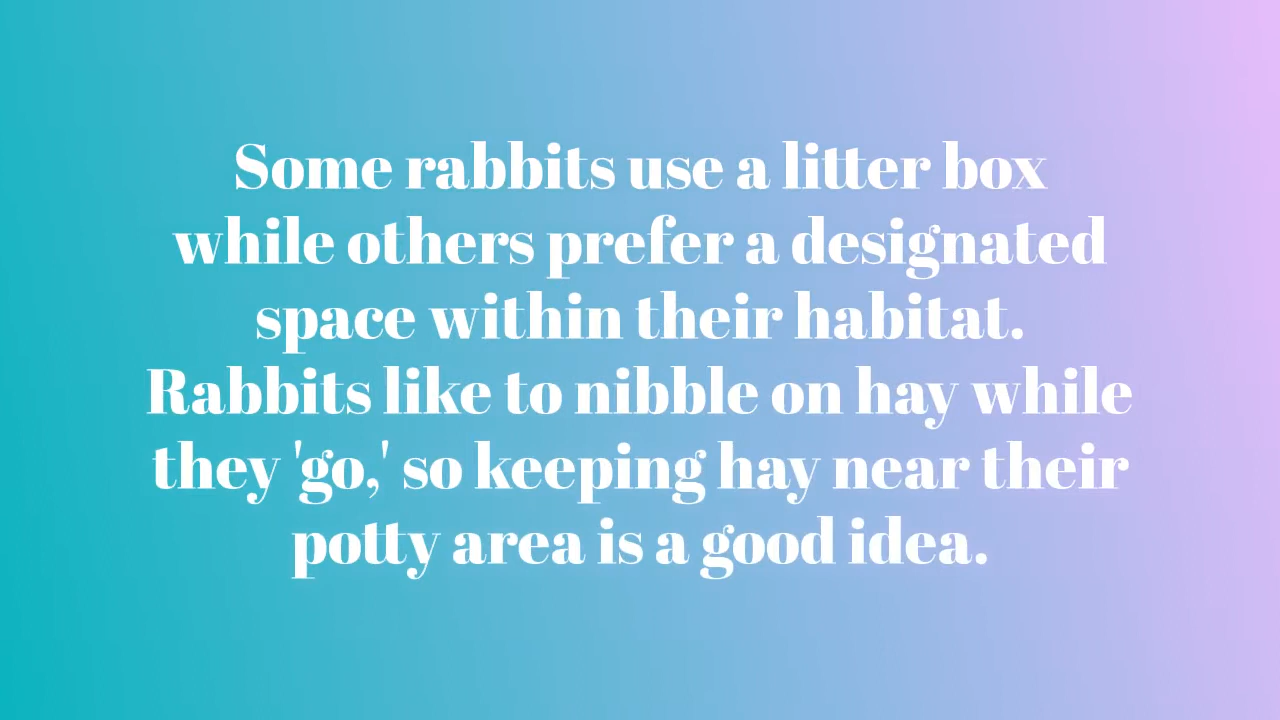 Some rabbits use a litter box
while others prefer a designated
space within their habitat.
Rabbits like to nibble on hay while
they 'go,' so keeping hay near their
potty area is a good idea.